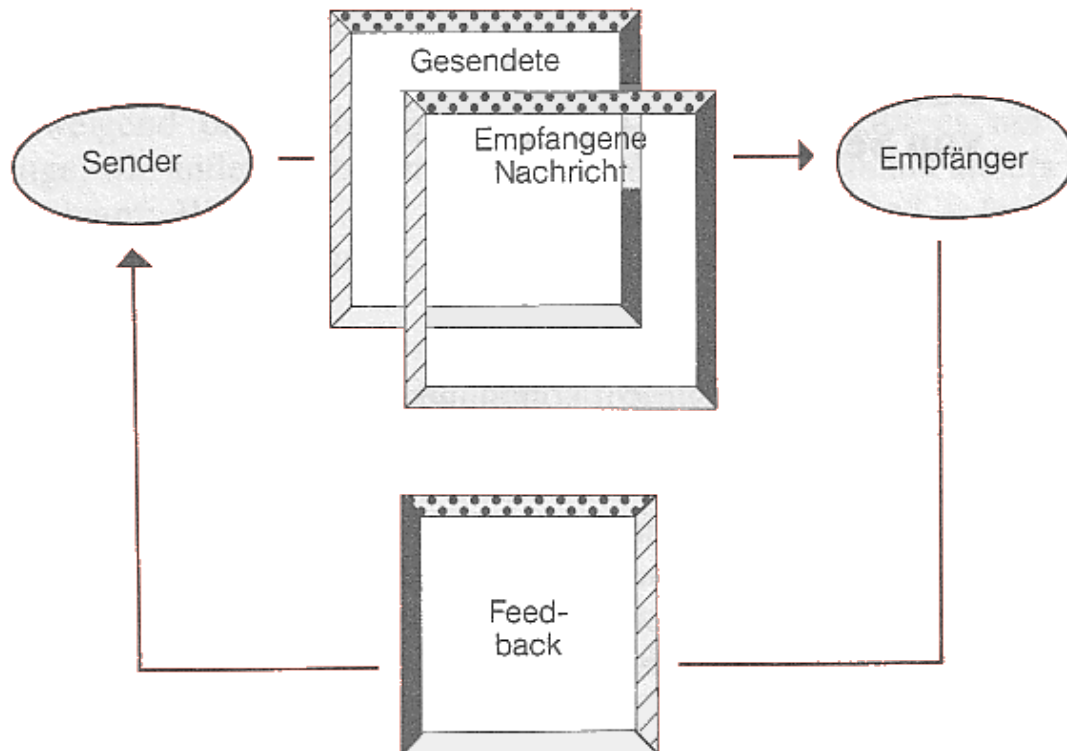 Gesendete
Empfangene
Nachricht
Sender
Empfänger
Feed-
back